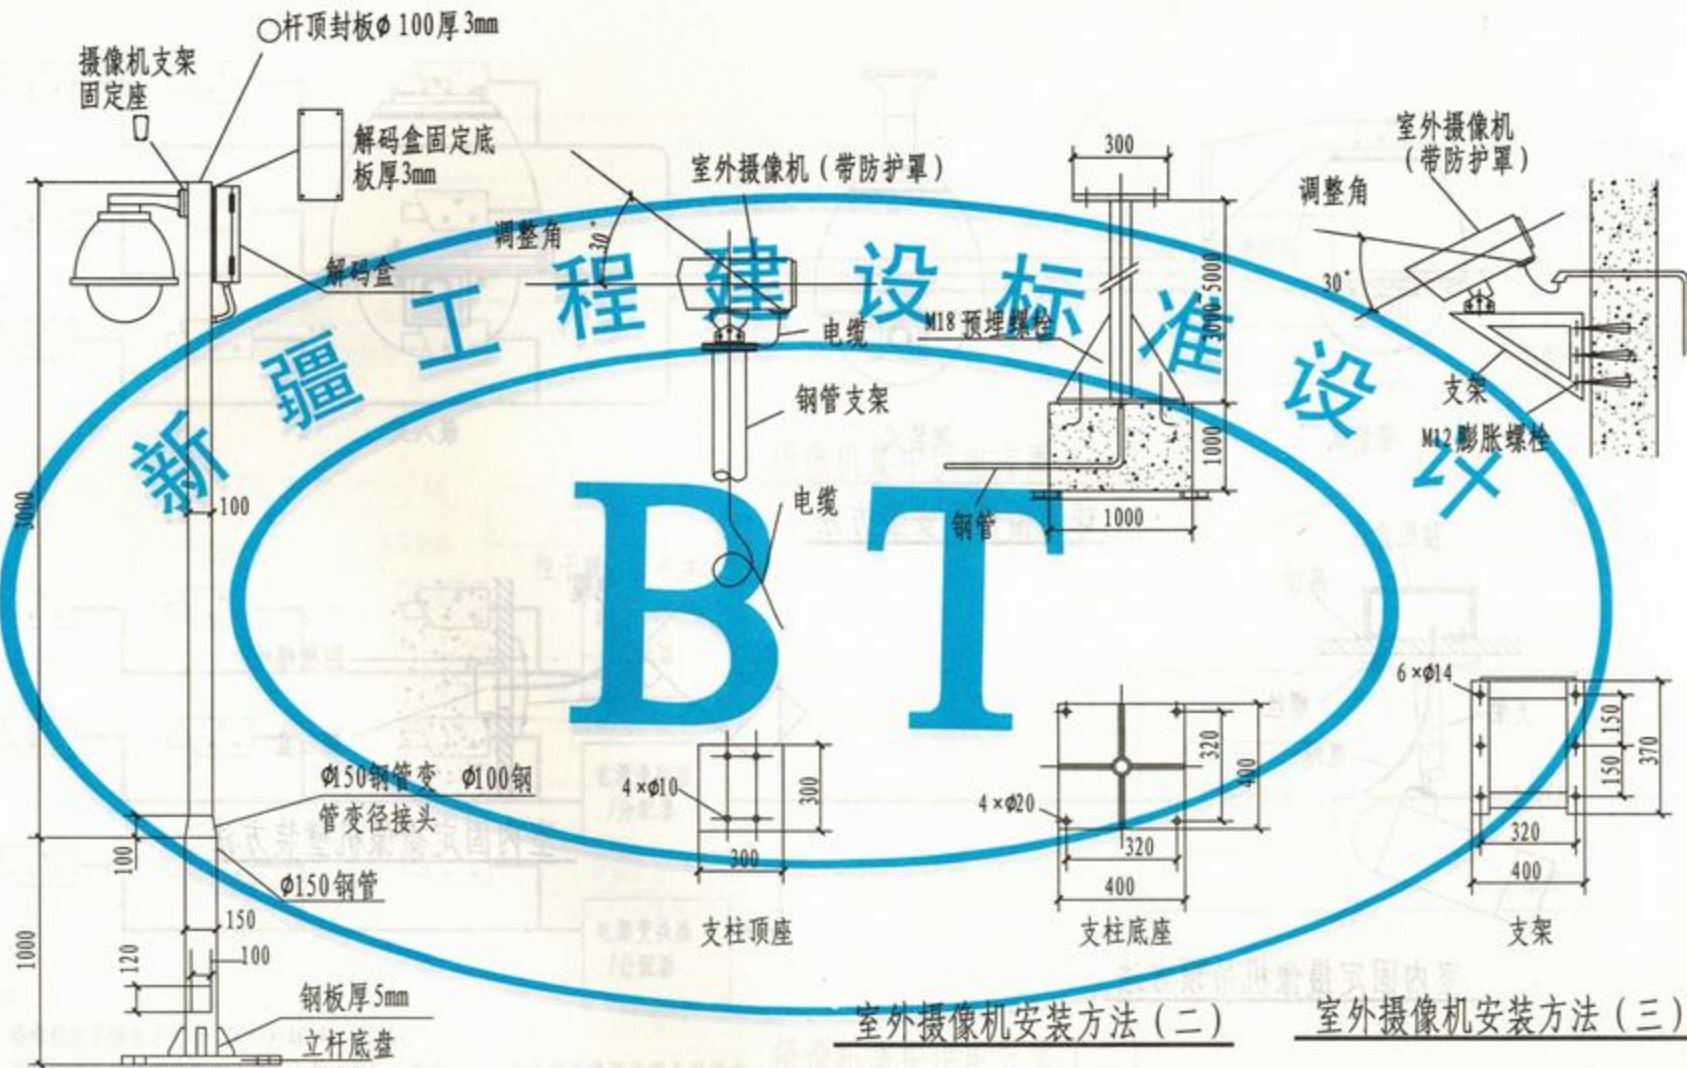 杆顶封板ϕ100厚3mm
摄像机支架
固定座
解码盒固定底
板厚3mm
解码盒
3000
100
ϕ150钢管变：ϕ100钢
管变径接头
100
ϕ150钢管
150
100
120
1000
钢板厚5mm
立杆底盘
室外摄像机（带防护罩）
调整角
30°
电缆
钢管支架
电缆
300
M18预埋螺栓
3000~5000
1000
钢管
1000
室外摄像机
（带防护罩）
调整角
30°
支架
M12膨胀螺栓
4×ϕ10
300
300
支柱顶座
4×ϕ20
320
400
320
400
支柱底座
6×ϕ14
150
150
370
320
400
支架
室外摄像机安装方法（二）
室外摄像机安装方法（三）
新疆工程建设标准设计
BT